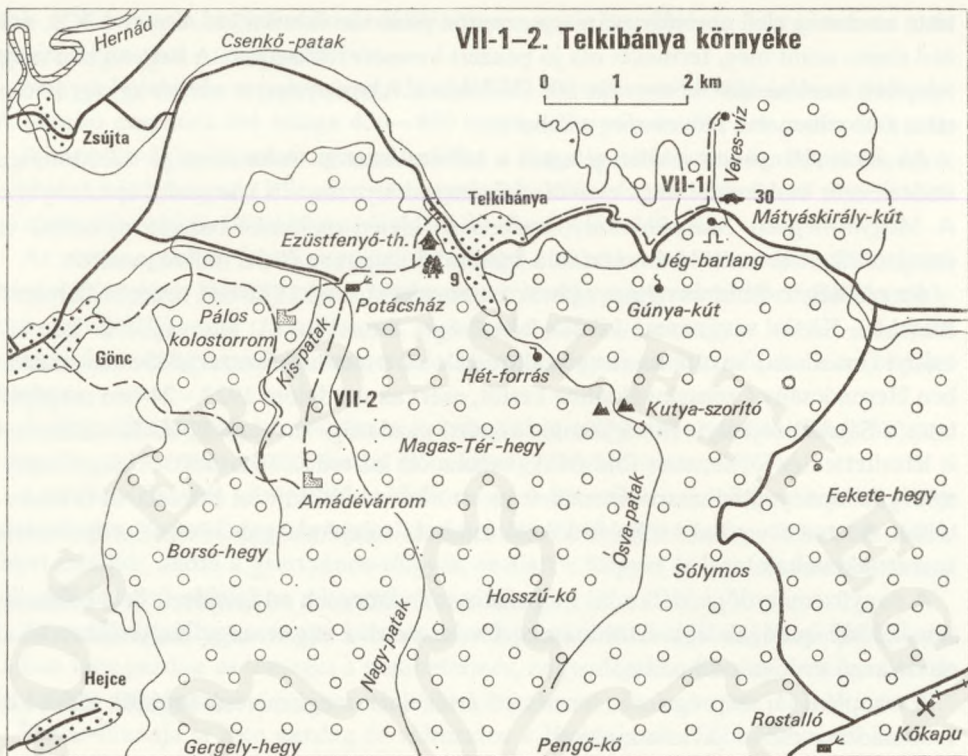 VII-1–2. Telkibánya környéke
0 1 2 km
Hernád
Csenkő-patak
Zsújta
Telkibánya
VII-1
Veres-víz
30
Mátyáskirály-kút
Ezüstfenyő-th.
9
Jég-barlang
Potacsház
Gúnya-kút
Pálos
kolostorrom
Kis-patak
Gönc
Hét-forrás
VII-2
Kutya-szorító
Magas-Tér-hegy
Amádévárrom
Fekete-hegy
Ósva-patak
Borsó-hegy
Sólymos
Hosszú-kő
Nagy-patak
Hejce
Rostalló
Kőkapu
Gergely-hegy
Pengő-kő